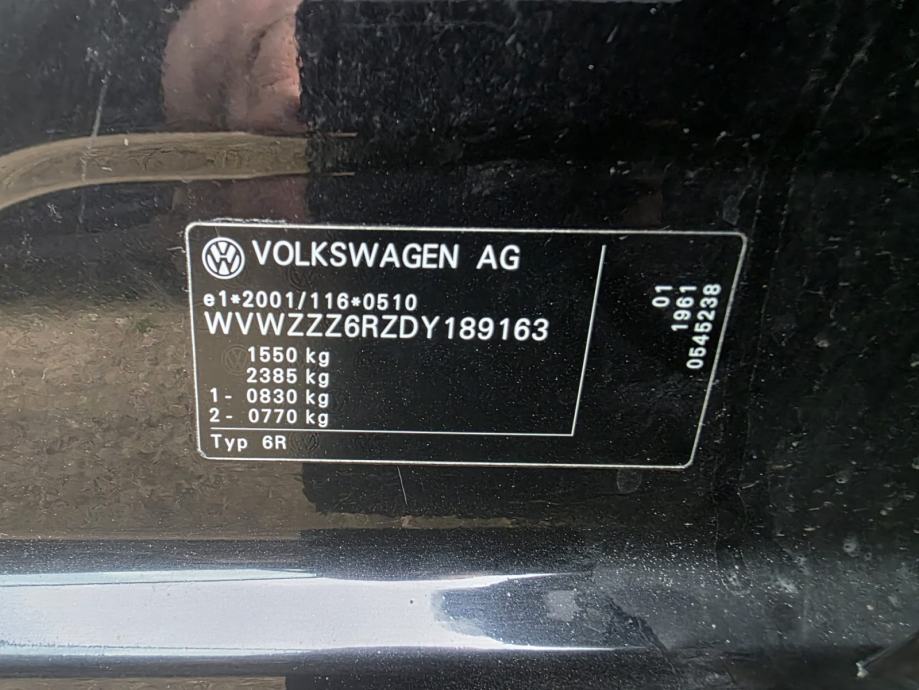 VOLKSWAGEN AG
e1*2001/116*0510
WVWZZZ6RZDY189163
1550 kg
2385 kg
1- 0830 kg
2- 0770 kg
Typ 6R
01
1961
0545238